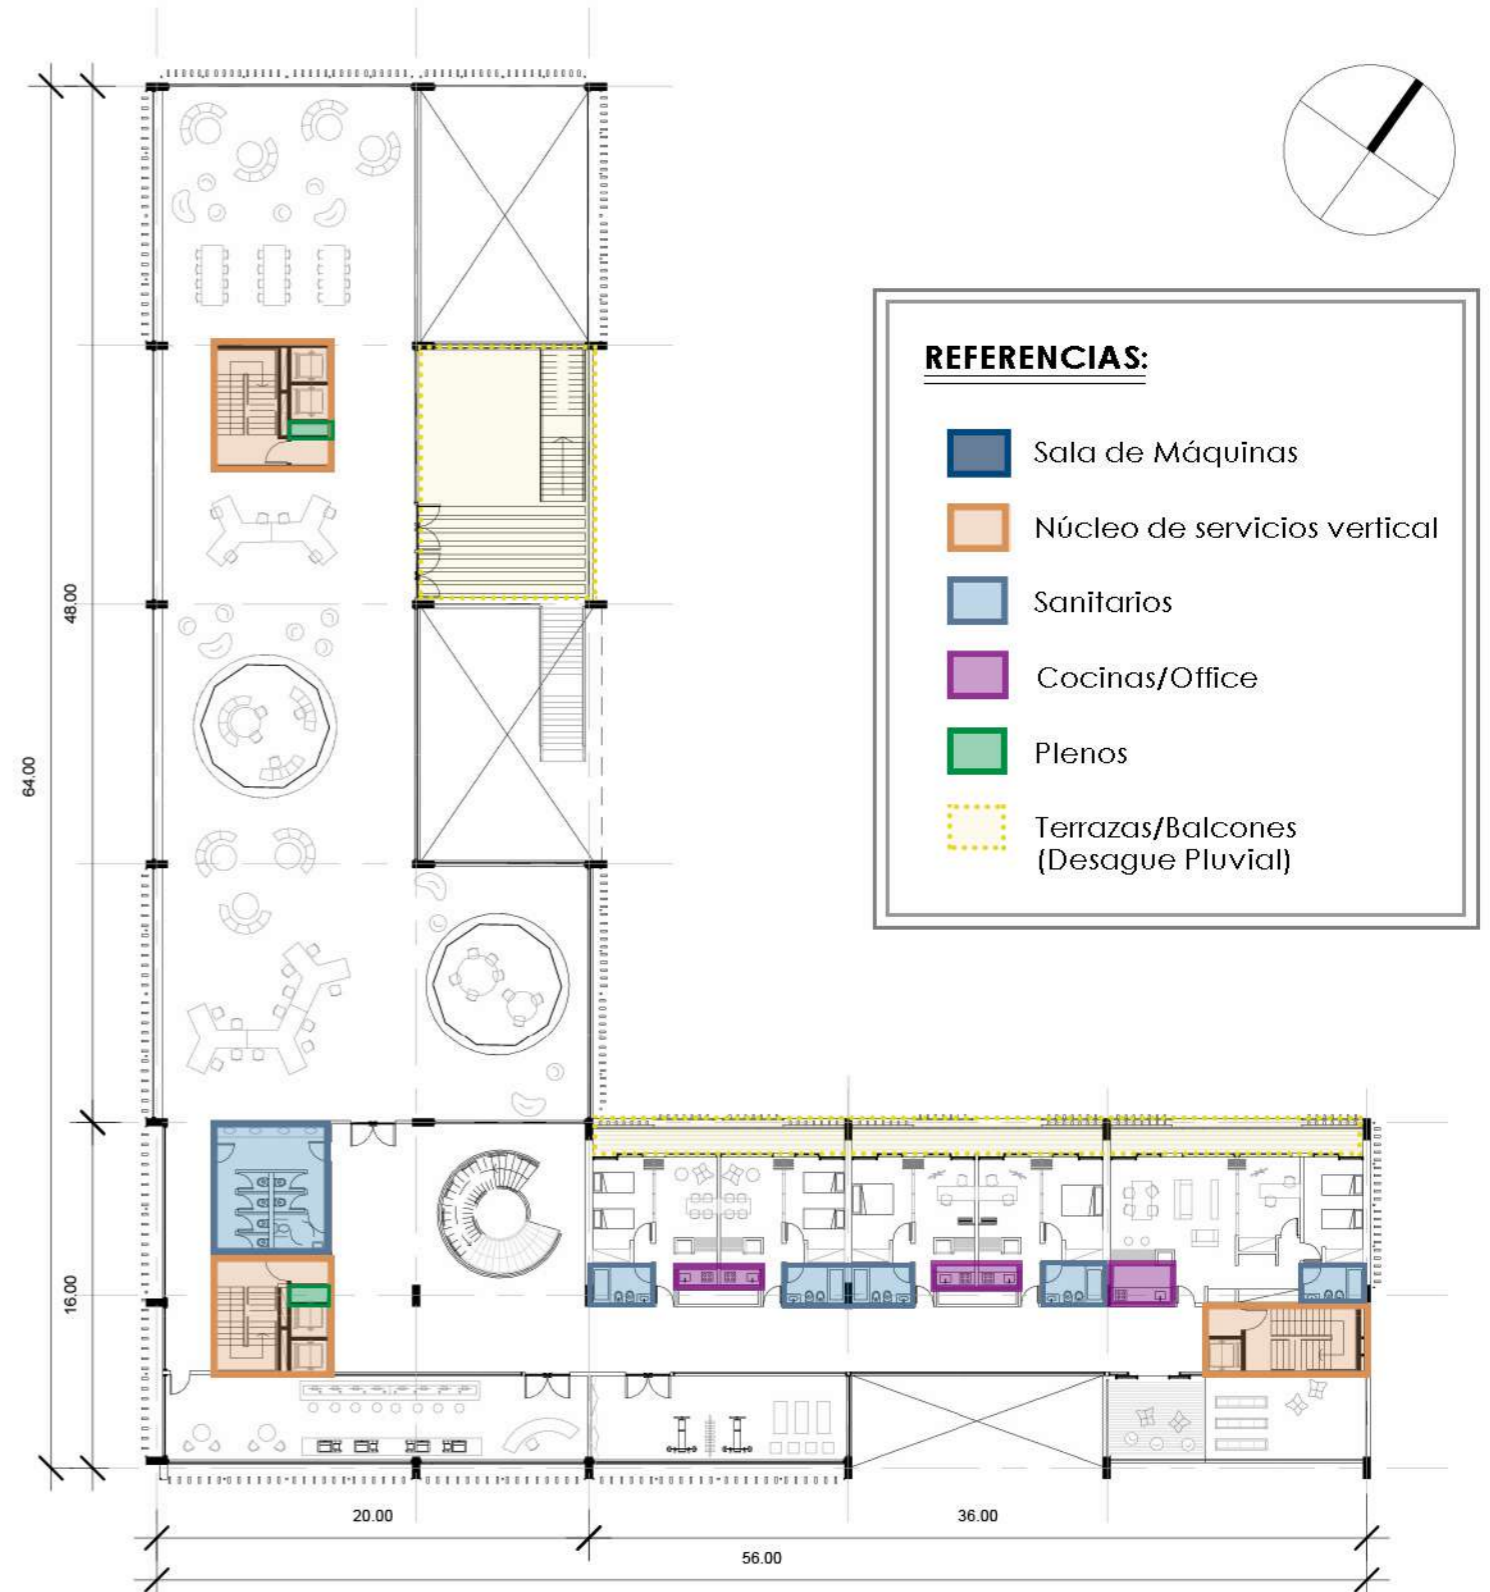 REFERENCIAS:
Sala de Máquinas
Núcleo de servicios vertical
Sanitarios
Cocinas/Office
Plenos
Terrazas/Balcones
(Desague Pluvial)
48.00
64.00
16.00
20.00
36.00
56.00